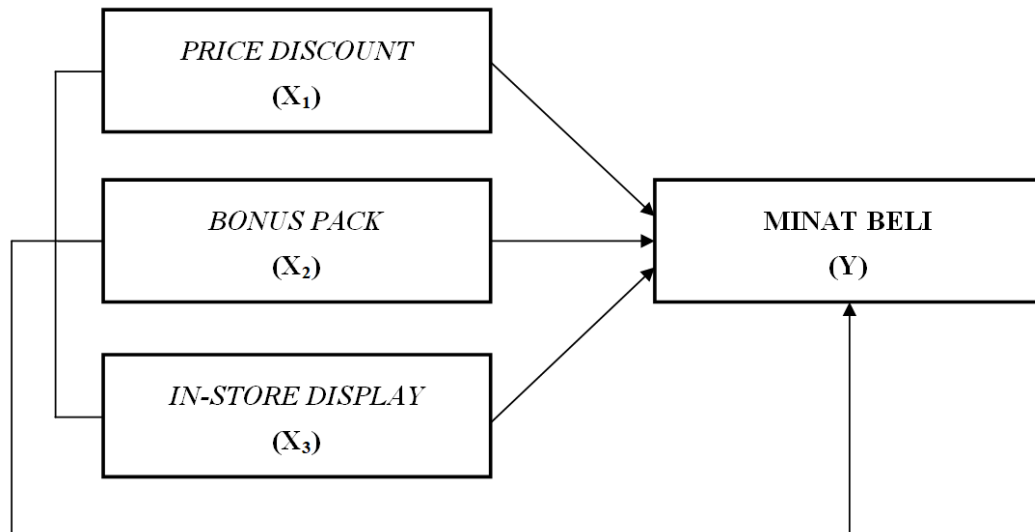 PRICE DISCOUNT
(X₁)
BONUS PACK
(X₂)
IN-STORE DISPLAY
(X₃)
MINAT BELI
(Y)